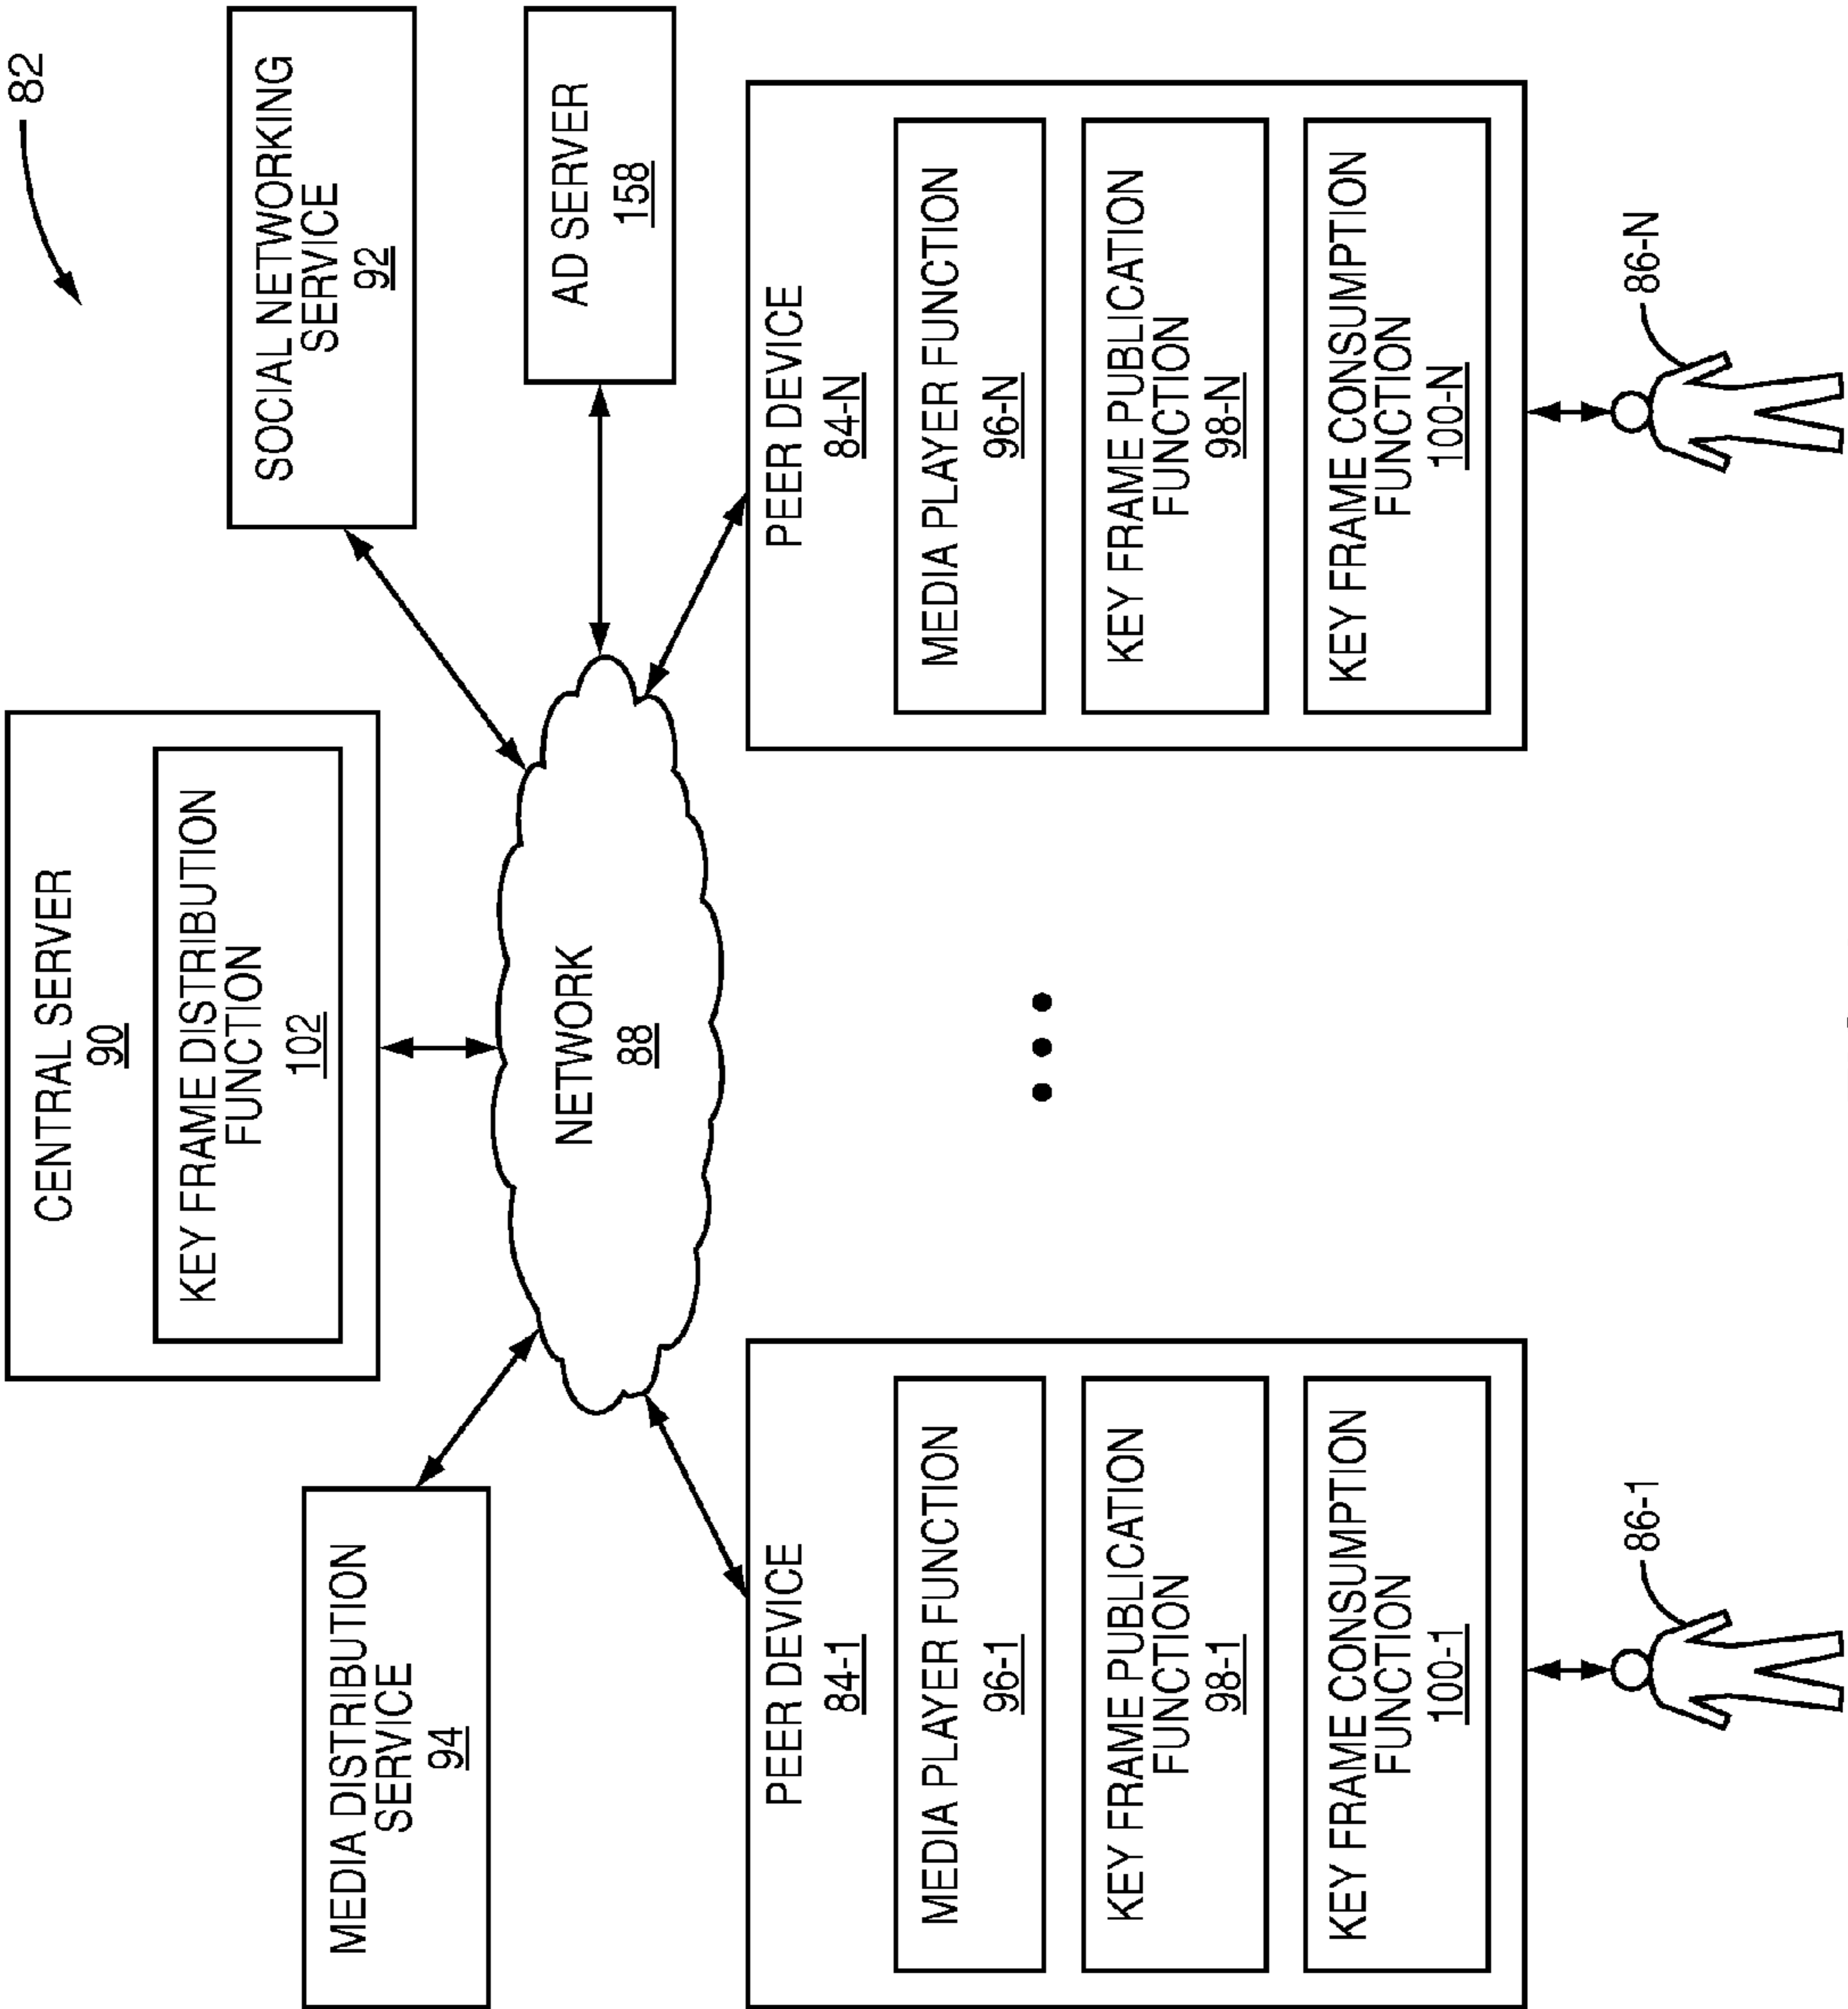 82
CENTRAL SERVER
90
KEY FRAME DISTRIBUTION
FUNCTION
102
SOCIAL NETWORKING
SERVICE
92
MEDIA DISTRIBUTION
SERVICE
94
AD SERVER
158
NETWORK
88
PEER DEVICE
84-1
MEDIA PLAYER FUNCTION
96-1
KEY FRAME PUBLICATION
FUNCTION
98-1
KEY FRAME CONSUMPTION
FUNCTION
100-1
86-1
PEER DEVICE
84-N
MEDIA PLAYER FUNCTION
96-N
KEY FRAME PUBLICATION
FUNCTION
98-N
KEY FRAME CONSUMPTION
FUNCTION
100-N
86-N